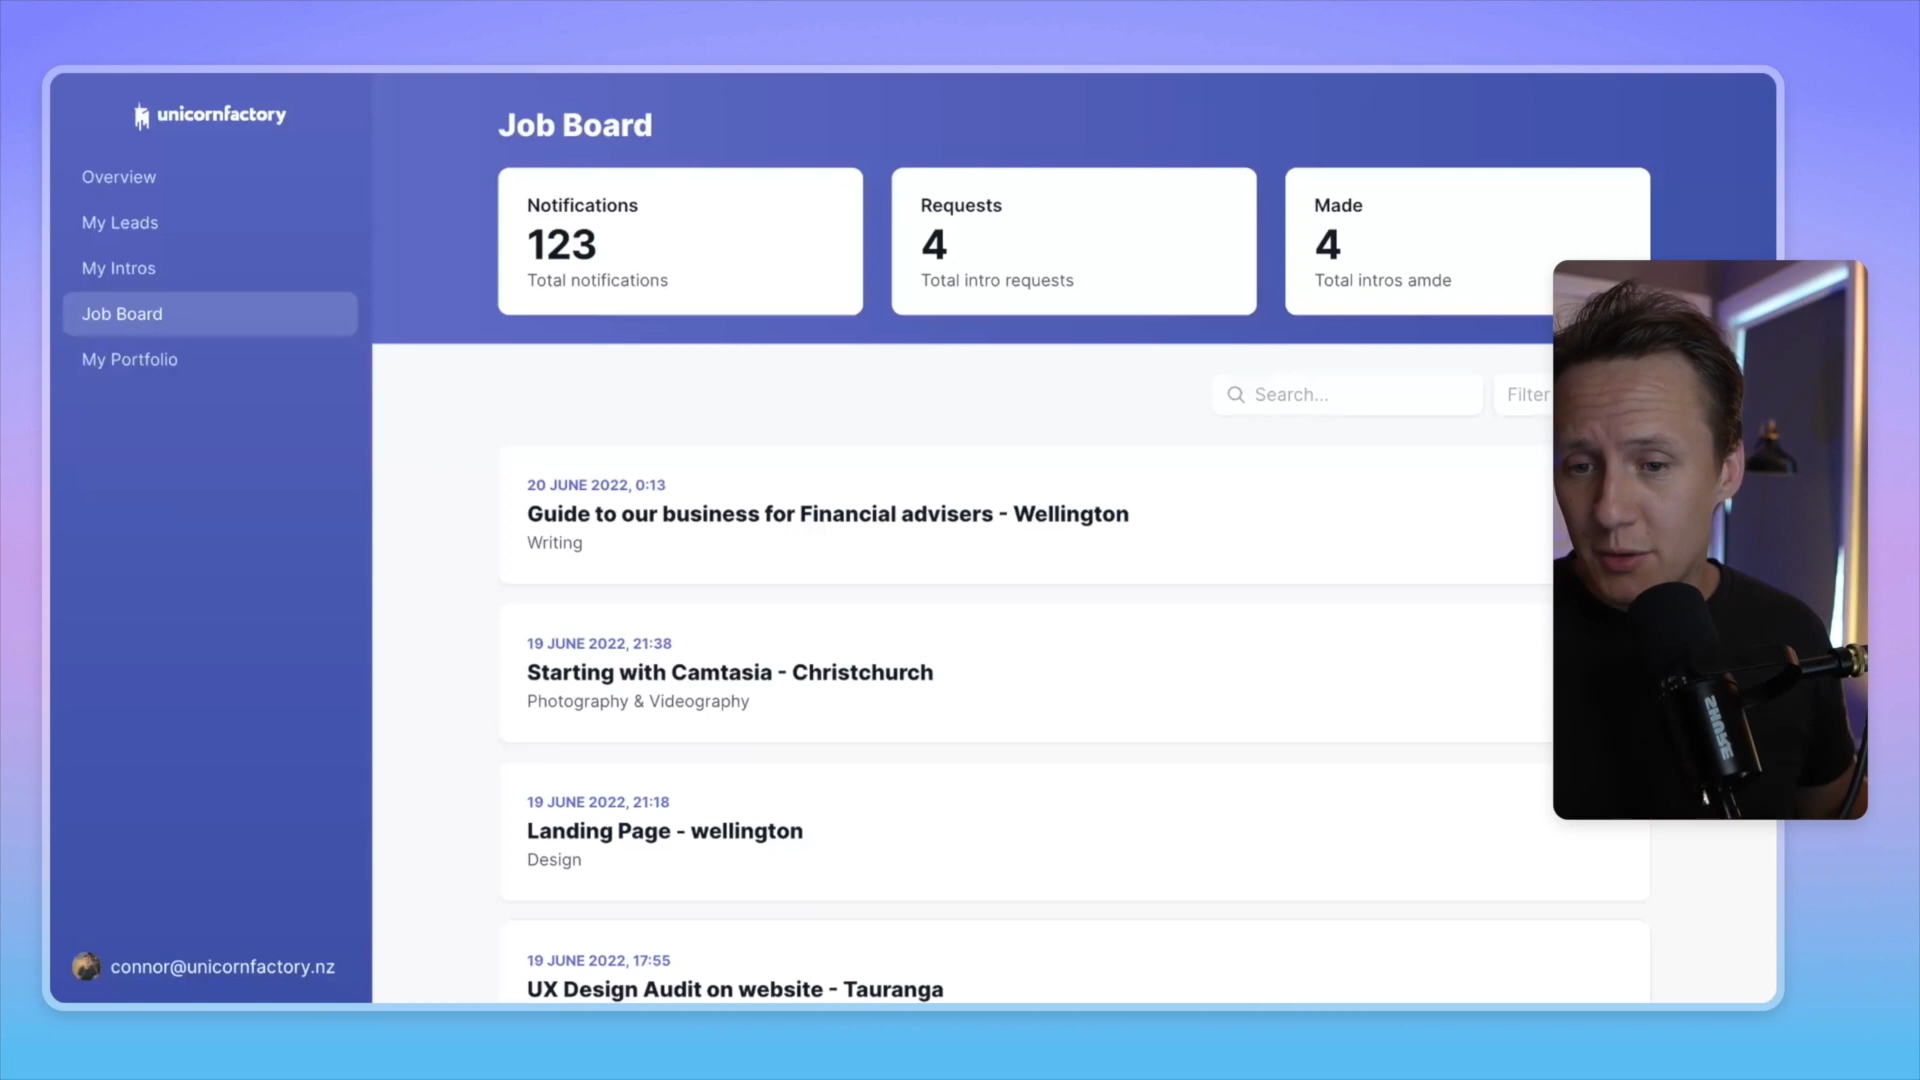 unicornfactory
Overview
My Leads
My Intros
Job Board
My Portfolio
connor@unicornfactory.nz
Job Board
Notifications
123
Total notifications
Requests
4
Total intro requests
Made
4
Total intros amde
Search...
Filter
20 JUNE 2022, 0:13
Guide to our business for Financial advisers - Wellington
Writing
19 JUNE 2022, 21:38
Starting with Camtasia - Christchurch
Photography & Videography
19 JUNE 2022, 21:18
Landing Page - wellington
Design
19 JUNE 2022, 17:55
UX Design Audit on website - Tauranga
SHURE